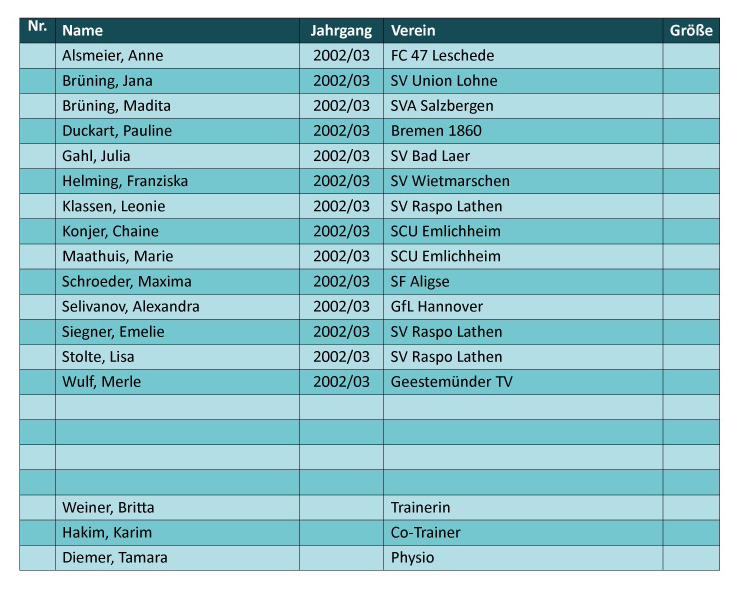 Nr. Name Jahrgang Verein Größe
Alsmeier, Anne 2002/03 FC 47 Leschede
Brüning, Jana 2002/03 SV Union Lohne
Brüning, Madita 2002/03 SVA Salzbergen
Duckart, Pauline 2002/03 Bremen 1860
Gahl, Julia 2002/03 SV Bad Laer
Helming, Franziska 2002/03 SV Wietmarschen
Klassen, Leonie 2002/03 SV Raspo Lathen
Konjer, Chaine 2002/03 SCU Emlichheim
Maathuis, Marie 2002/03 SCU Emlichheim
Schroeder, Maxima 2002/03 SF Aligse
Selivanov, Alexandra 2002/03 GfL Hannover
Siegner, Emelie 2002/03 SV Raspo Lathen
Stolte, Lisa 2002/03 SV Raspo Lathen
Wulf, Merle 2002/03 Geestemünder TV
Weiner, Britta Trainerin
Hakim, Karim Co-Trainer
Diemer, Tamara Physio